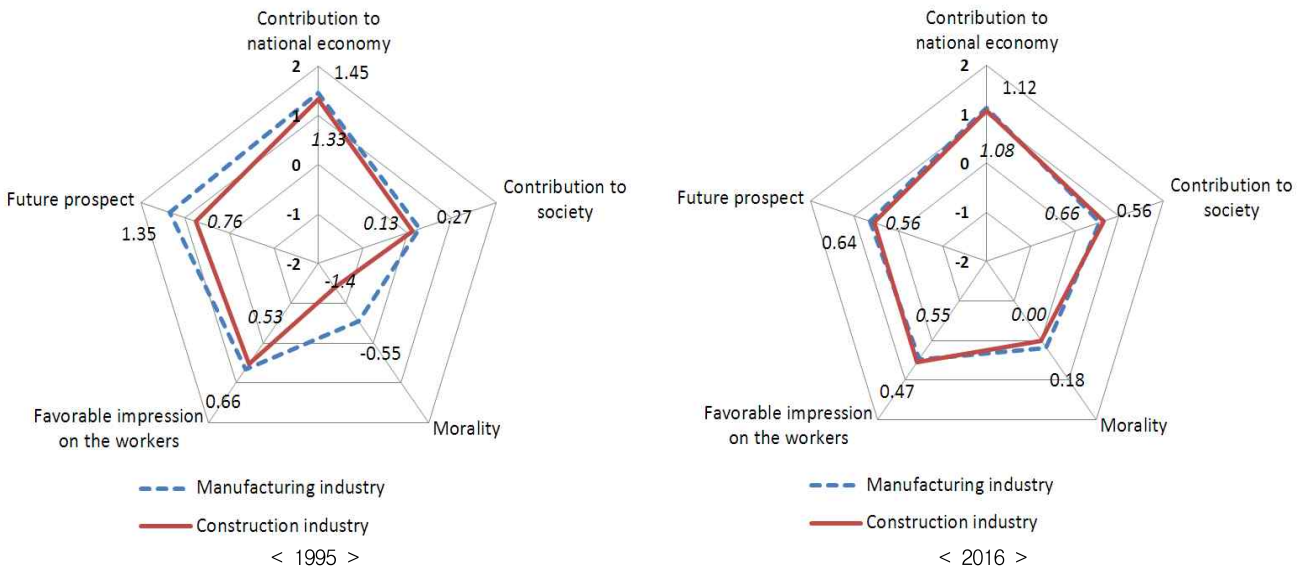 Contribution to
national economy
2
1.45
1
1.33
0
Contribution to
society
Future prospect
0.13
0.27
0.76
-1
1.35
-2
-1.4
0.53
-0.55
0.66
Favorable impression
on the workers
Morality
Manufacturing industry
Construction industry
< 1995 >
Contribution to
national economy
2
1.12
1
1.08
0
Contribution to
society
Future prospect
0.66
0.56
0.56
-1
0.64
-2
0.55
0.00
0.47
0.18
Favorable impression
on the workers
Morality
Manufacturing industry
Construction industry
< 2016 >